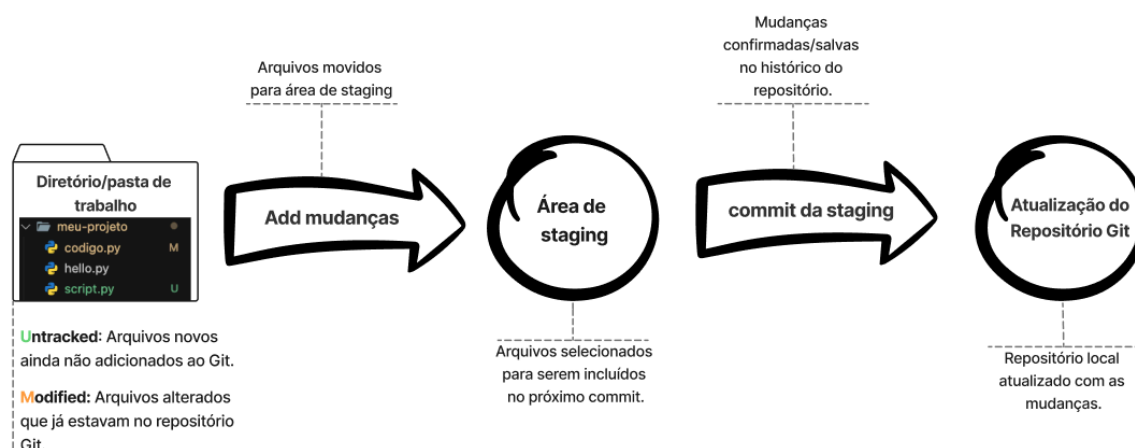 Mudanças
confirmadas/salvas
no histórico do
repositório.
Arquivos movidos
para área de staging
Diretório/pasta de
trabalho
meu-projeto
codigo.py M
hello.py
script.py U
Add mudanças
Área de
staging
commit da staging
Atualização do
Repositório Git
Untracked: Arquivos novos
ainda não adicionados ao Git.
Modified: Arquivos alterados
que já estavam no repositório
Git.
Arquivos selecionados
para serem incluídos
no próximo commit.
Repositório local
atualizado com as
mudanças.